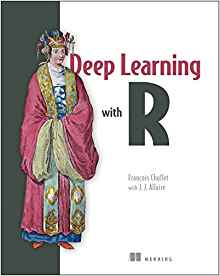 Deep Learning
with R
François Chollet
with J. J. Allaire
MANNING